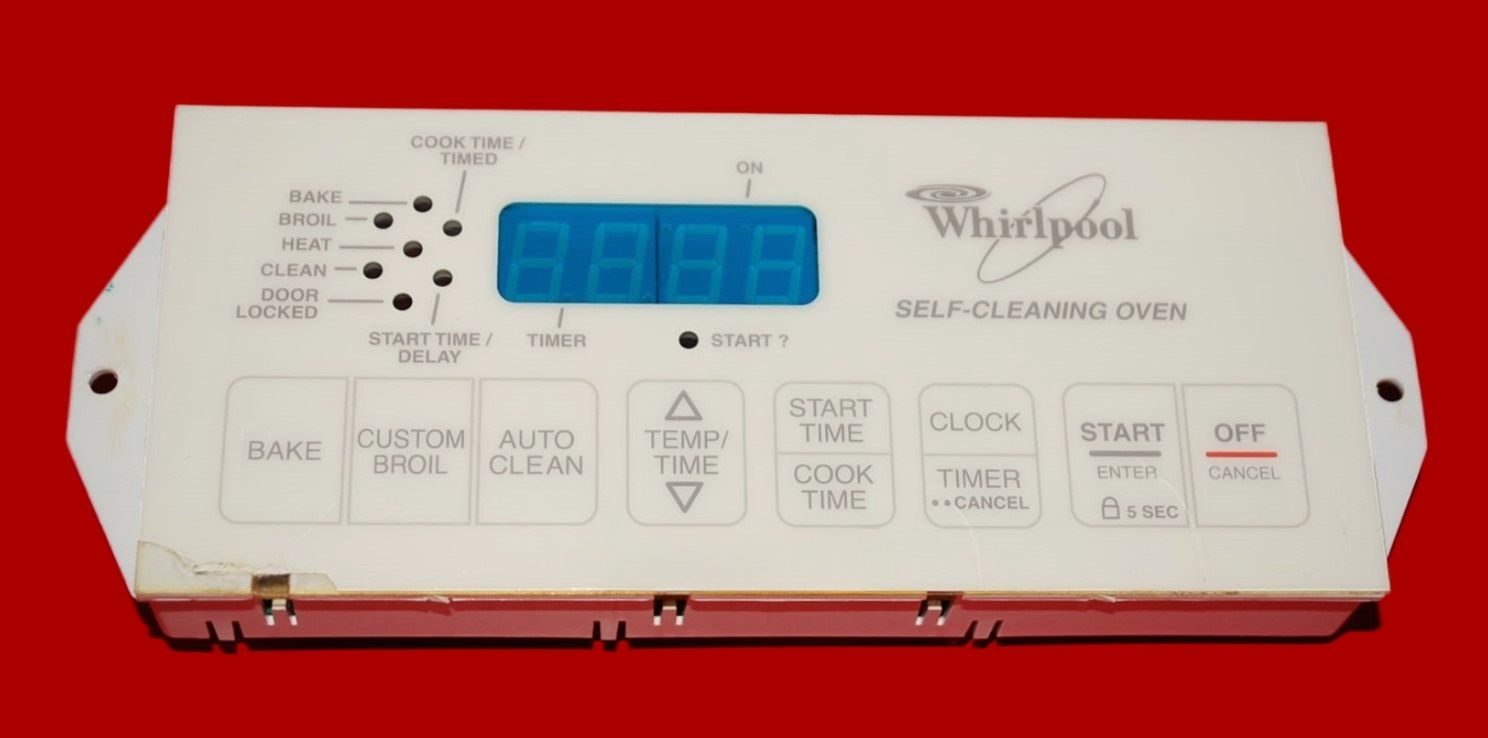 COOK TIME /
TIMED
ON
BAKE
BROIL
HEAT
CLEAN
DOOR
LOCKED
START TIME /
DELAY
TIMER
START ?
Whirlpool
SELF-CLEANING OVEN
BAKE
CUSTOM
BROIL
AUTO
CLEAN
TEMP/
TIME
START
TIME
COOK
TIME
CLOCK
TIMER
••CANCEL
START
ENTER
5 SEC
OFF
CANCEL